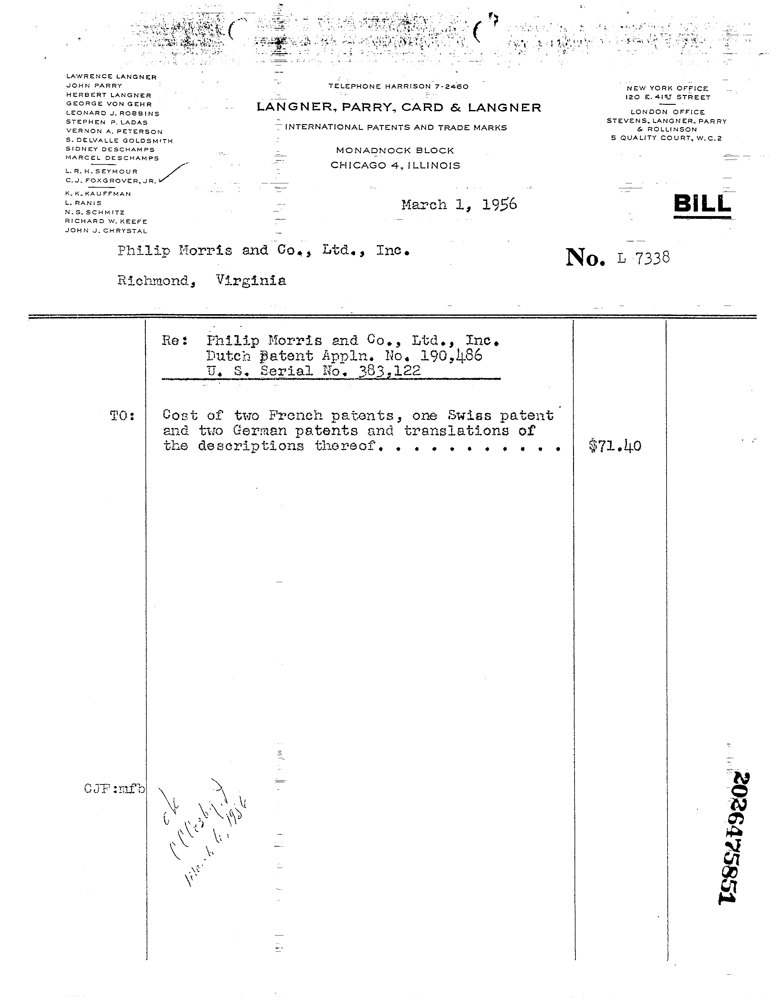 LAWRENCE LANGNER
JOHN PARRY
HERBERT LANGNER
GEORGE VON GEHR
LEONARD J. ROBBINS
STEPHEN P. LADAS
VERNON A. PETERSON
S. DELVALLE GOLDSMITH
SIDNEY DESCHAMPS
MARCEL DESCHAMPS
L. R. H. SEYMOUR
C. J. FOXGROVER, JR.
K. K. KAUFFMAN
L. RANIS
N. S. SCHMITZ
RICHARD W. KEEFE
JOHN J. CHRYSTAL
TELEPHONE HARRISON 7-2460
LANGNER, PARRY, CARD & LANGNER
INTERNATIONAL PATENTS AND TRADE MARKS
MONADNOCK BLOCK
CHICAGO 4, ILLINOIS
NEW YORK OFFICE
120 E. 41ST STREET
LONDON OFFICE
STEVENS, LANGNER, PARRY
& ROLLINSON
5 QUALITY COURT, W.C.2
March 1, 1956
BILL
Philip Morris and Co., Ltd., Inc.
No. L 7338
Richmond, Virginia
Re: Philip Morris and Co., Ltd., Inc.
Dutch Patent Appln. No. 190,486
U. S. Serial No. 383,122
TO: Cost of two French patents, one Swiss patent
and two German patents and translations of
the descriptions thereof. . . . . . . . . . . . $71.40
CJF:mfb
ok
March 6, 1956
2026475851